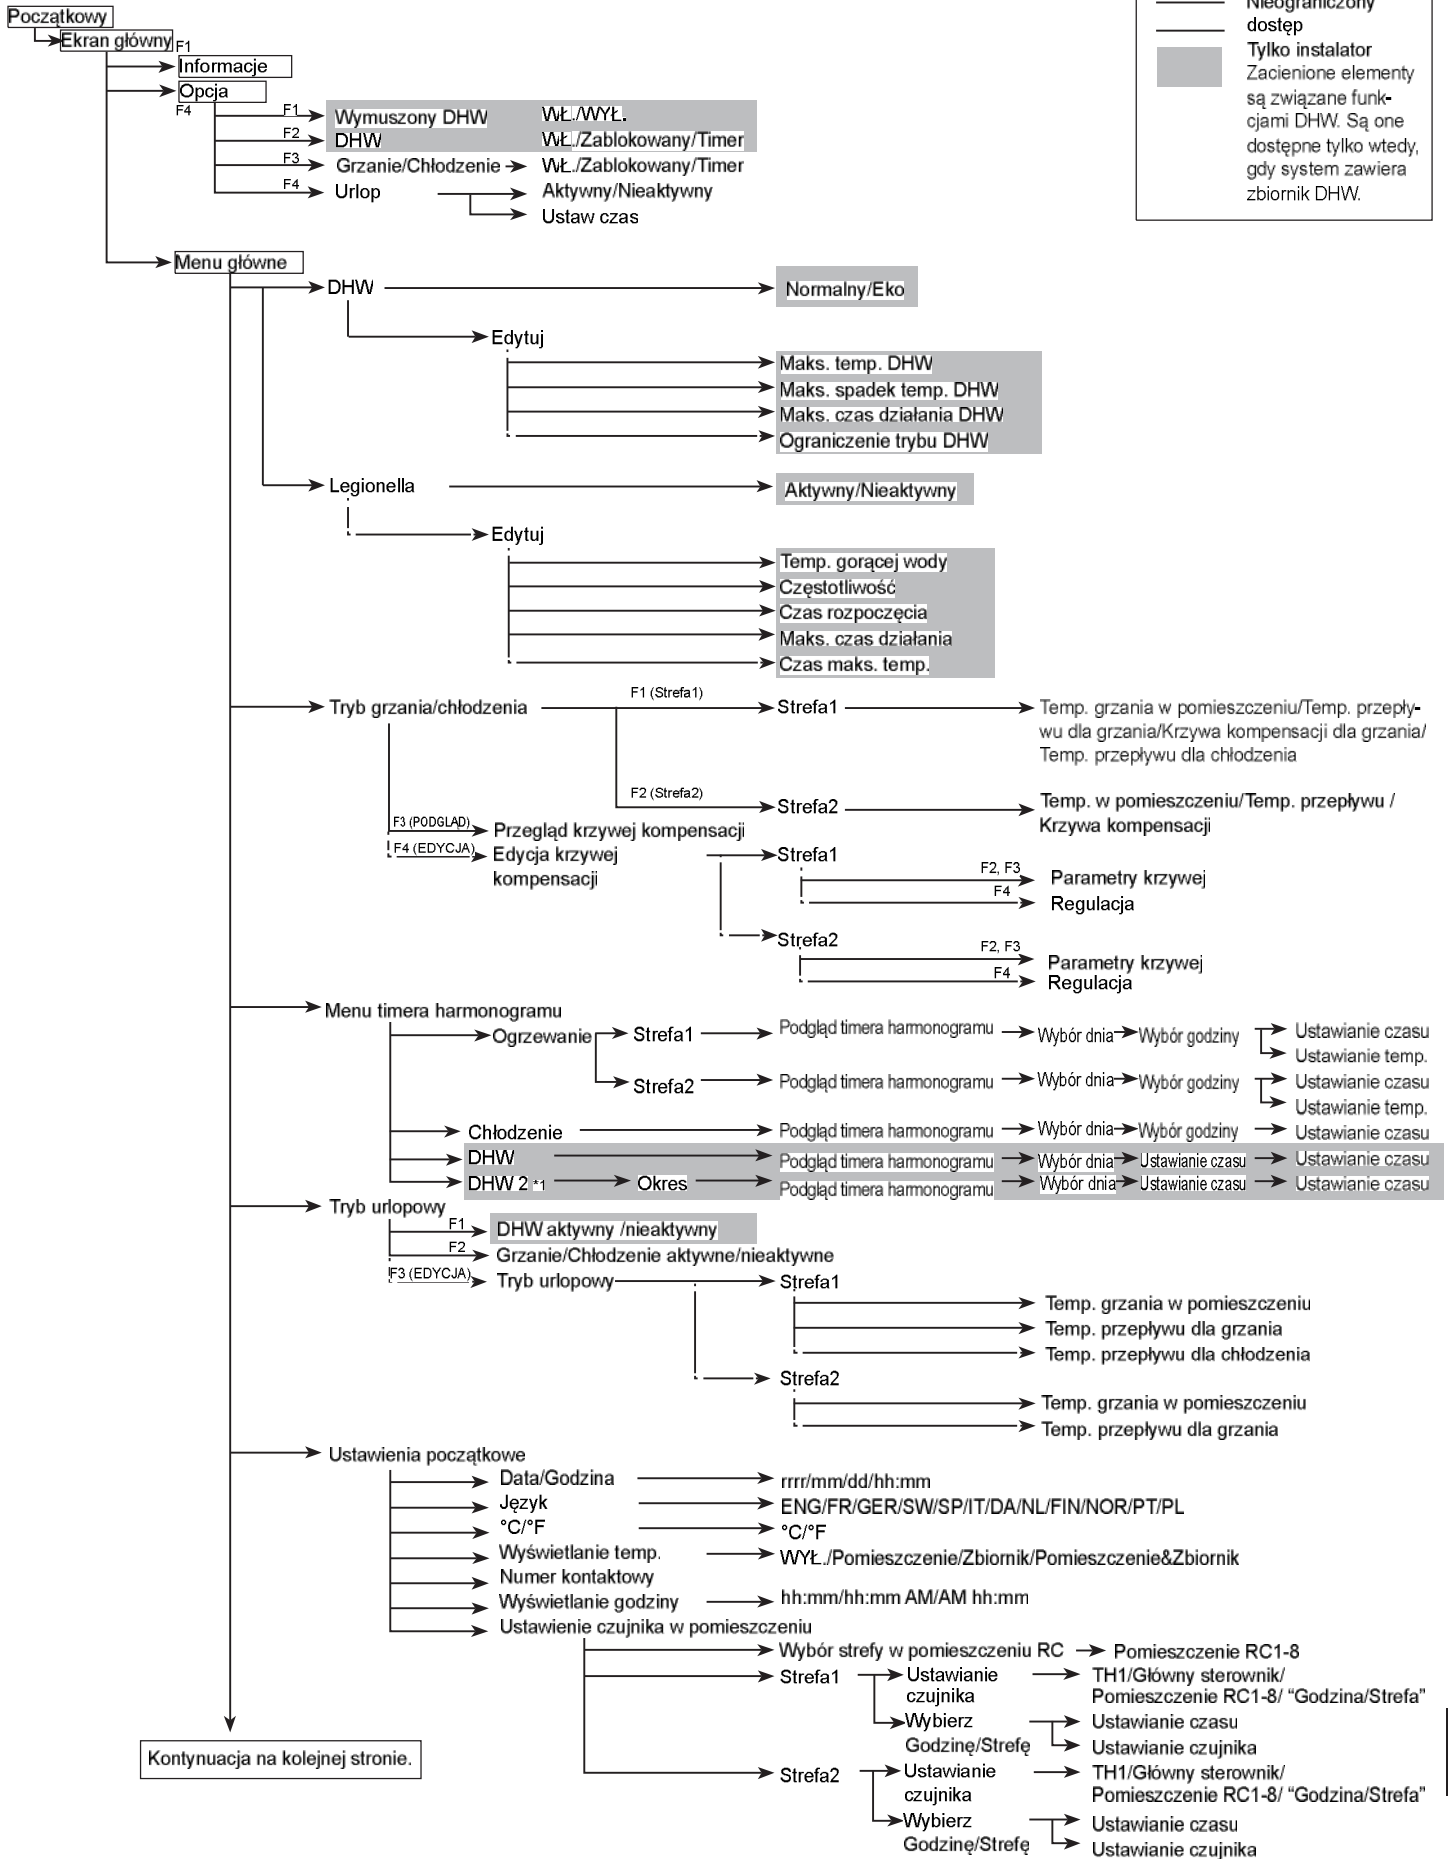 Początkowy
Ekran główny
F1
Informacje
Opcja
F4
F1 Wymuszony DHW WŁ./WYŁ.
F2 DHW WŁ./Zablokowany/Timer
F3 Grzanie/Chłodzenie WŁ./Zablokowany/Timer
F4 Urlop Aktywny/Nieaktywny
Ustaw czas
Nieograniczony
dostęp
Tylko instalator
Zacienione elementy
są związane funk-
cjami DHW. Są one
dostępne tylko wtedy,
gdy system zawiera
zbiornik DHW.
Menu główne
DHW Normalny/Eko
Edytuj
Maks. temp. DHW
Maks. spadek temp. DHW
Maks. czas działania DHW
Ograniczenie trybu DHW
Legionella Aktywny/Nieaktywny
Edytuj
Temp. gorącej wody
Częstotliwość
Czas rozpoczęcia
Maks. czas działania
Czas maks. temp.
Tryb grzania/chłodzenia F1 (Strefa1) Strefa1 Temp. grzania w pomieszczeniu/Temp. przepły-
wu dla grzania/Krzywa kompensacji dla grzania/
Temp. przepływu dla chłodzenia
F2 (Strefa2) Strefa2 Temp. w pomieszczeniu/Temp. przepływu /
Krzywa kompensacji
F3 (PODGLĄD) Przegląd krzywej kompensacji
F4 (EDYCJA) Edycja krzywej
kompensacji
Strefa1
F2, F3 Parametry krzywej
F4 Regulacja
Strefa2
F2, F3 Parametry krzywej
F4 Regulacja
Menu timera harmonogramu
Ogrzewanie Strefa1 Podgląd timera harmonogramu Wybór dnia Wybór godziny Ustawianie czasu
Ustawianie temp.
Strefa2 Podgląd timera harmonogramu Wybór dnia Wybór godziny Ustawianie czasu
Ustawianie temp.
Chłodzenie Podgląd timera harmonogramu Wybór dnia Wybór godziny Ustawianie czasu
DHW Podgląd timera harmonogramu Wybór dnia Ustawianie czasu Ustawianie czasu
DHW 2 *1 Okres Podgląd timera harmonogramu Wybór dnia Ustawianie czasu Ustawianie czasu
Tryb urlopowy
F1 DHW aktywny /nieaktywny
F2 Grzanie/Chłodzenie aktywne/nieaktywne
F3 (EDYCJA) Tryb urlopowy Strefa1
Temp. grzania w pomieszczeniu
Temp. przepływu dla grzania
Temp. przepływu dla chłodzenia
Strefa2
Temp. grzania w pomieszczeniu
Temp. przepływu dla grzania
Ustawienia początkowe
Data/Godzina rrrr/mm/dd/hh:mm
Język ENG/FR/GER/SW/SP/IT/DA/NL/FIN/NOR/PT/PL
°C/°F °C/°F
Wyświetlanie temp. WYŁ./Pomieszczenie/Zbiornik/Pomieszczenie&Zbiornik
Numer kontaktowy
Wyświetlanie godziny hh:mm/hh:mm AM/AM hh:mm
Ustawienie czujnika w pomieszczeniu
Wybór strefy w pomieszczeniu RC Pomieszczenie RC1-8
Strefa1 Ustawianie
czujnika
TH1/Główny sterownik/
Pomieszczenie RC1-8/ “Godzina/Strefa”
Wybierz
Godzinę/Strefę
Ustawianie czasu
Ustawianie czujnika
Strefa2 Ustawianie
czujnika
TH1/Główny sterownik/
Pomieszczenie RC1-8/ “Godzina/Strefa”
Wybierz
Godzinę/Strefę
Ustawianie czasu
Ustawianie czujnika
Kontynuacja na kolejnej stronie.